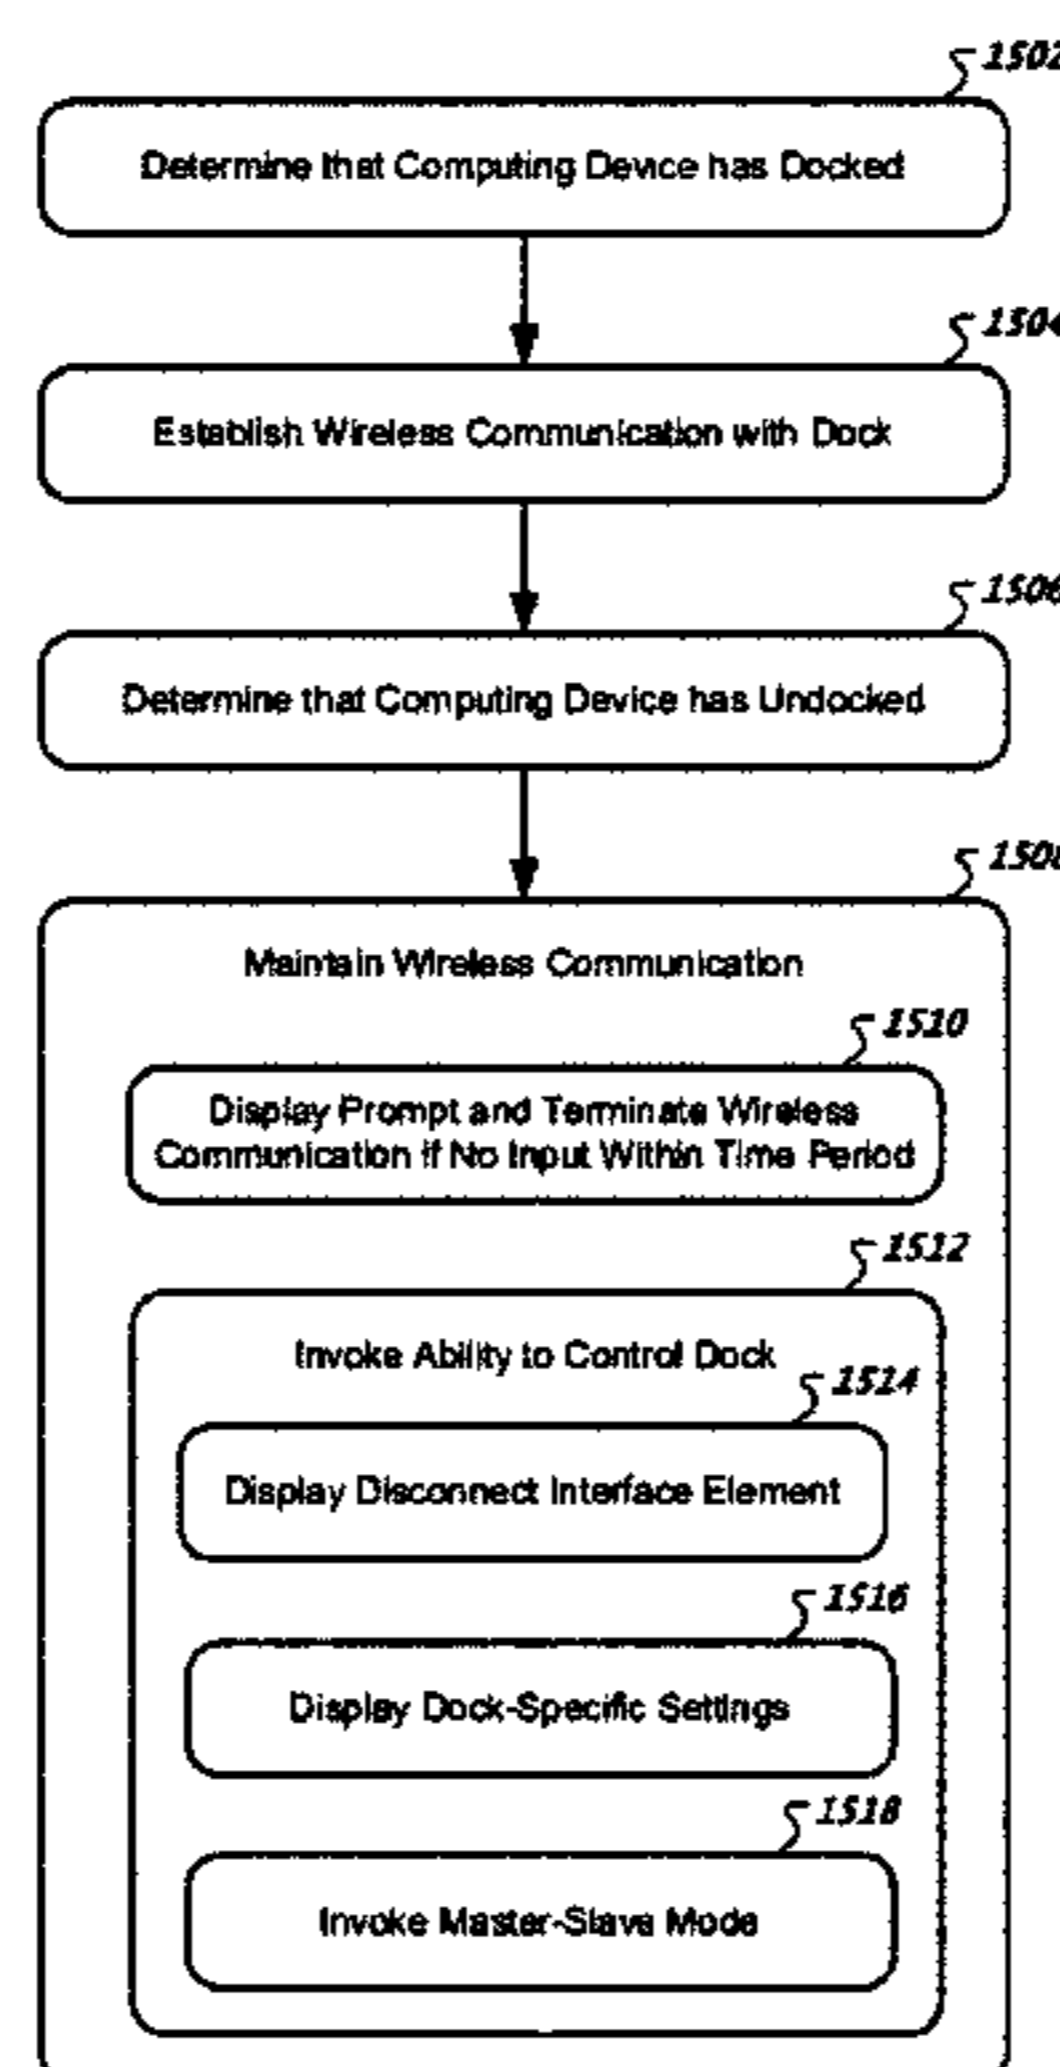 1502
Determine that Computing Device has Docked
1504
Establish Wireless Communication with Dock
1506
Determine that Computing Device has Undocked
1508
Maintain Wireless Communication
1510
Display Prompt and Terminate Wireless
Communication if No Input Within Time Period
1512
Invoke Ability to Control Dock
1514
Display Disconnect Interface Element
1516
Display Dock-Specific Settings
1518
Invoke Master-Slave Mode